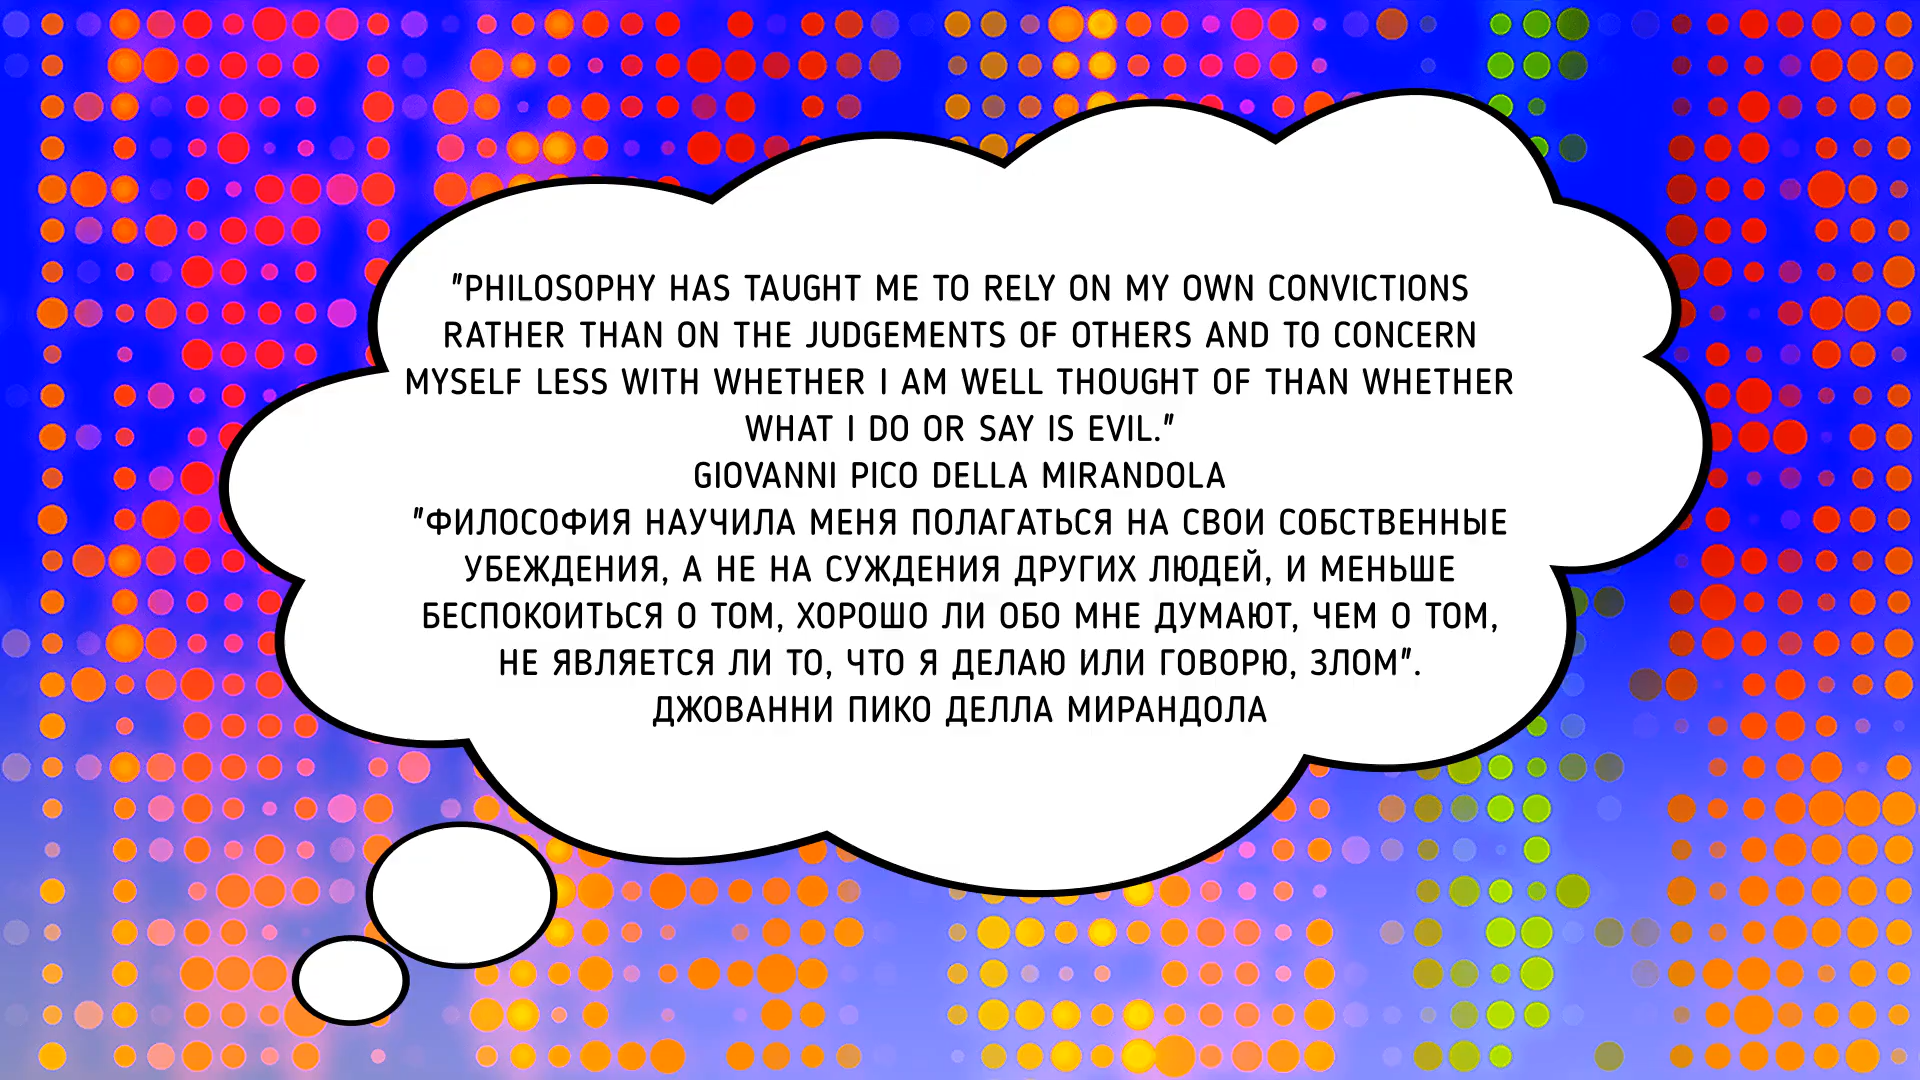 "PHILOSOPHY HAS TAUGHT ME TO RELY ON MY OWN CONVICTIONS
RATHER THAN ON THE JUDGEMENTS OF OTHERS AND TO CONCERN
MYSELF LESS WITH WHETHER I AM WELL THOUGHT OF THAN WHETHER
WHAT I DO OR SAY IS EVIL."
GIOVANNI PICO DELLA MIRANDOLA
"ФИЛОСОФИЯ НАУЧИЛА МЕНЯ ПОЛАГАТЬСЯ НА СВОИ СОБСТВЕННЫЕ
УБЕЖДЕНИЯ, А НЕ НА СУЖДЕНИЯ ДРУГИХ ЛЮДЕЙ, И МЕНЬШЕ
БЕСПОКОИТЬСЯ О ТОМ, ХОРОШО ЛИ ОБО МНЕ ДУМАЮТ, ЧЕМ О ТОМ,
НЕ ЯВЛЯЕТСЯ ЛИ ТО, ЧТО Я ДЕЛАЮ ИЛИ ГОВОРЮ, ЗЛОМ".
ДЖОВАННИ ПИКО ДЕЛЛА МИРАНДОЛА